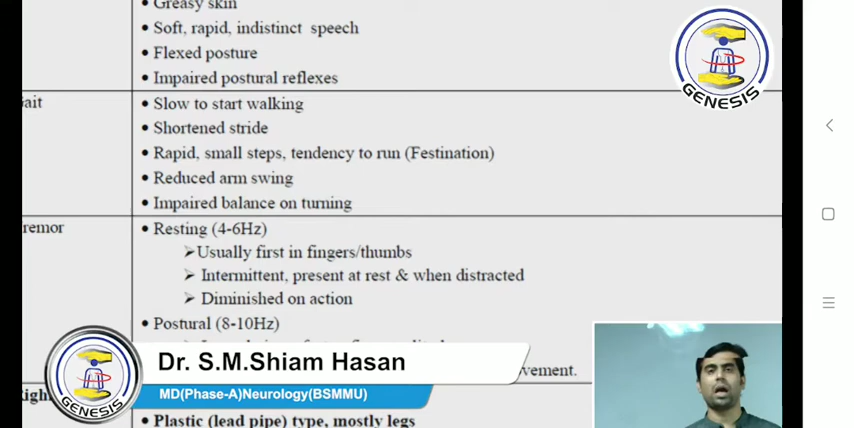 Greasy skin
• Soft, rapid, indistinct speech
• Flexed posture
• Impaired postural reflexes
ait
• Slow to start walking
• Shortened stride
• Rapid, small steps, tendency to run (Festination)
• Reduced arm swing
• Impaired balance on turning
remor
• Resting (4-6Hz)
➢Usually first in fingers/thumbs
➢ Intermittent, present at rest & when distracted
➢ Diminished on action
• Postural (8-10Hz)
vement.
• Plastic (lead pipe) type, mostly legs
GENESIS
Dr. S.M.Shiam Hasan
MD(Phase-A)Neurology(BSMMU)
GENESIS